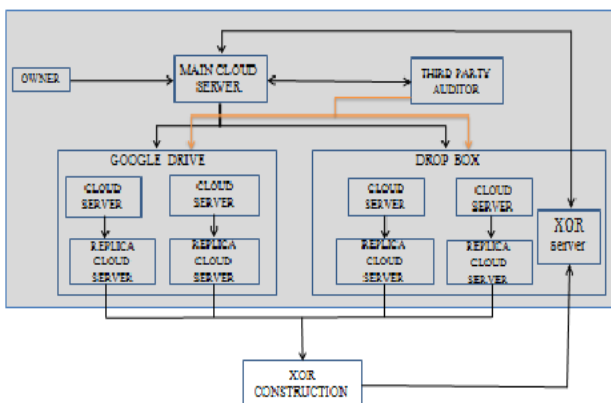 OWNER
MAIN CLOUD
SERVER
THIRD PARTY
AUDITOR
GOOGLE DRIVE
CLOUD
SERVER
CLOUD
SERVER
REPLICA
CLOUD
SERVER
REPLICA
CLOUD
SERVER
DROP BOX
CLOUD
SERVER
CLOUD
SERVER
REPLICA
CLOUD
SERVER
REPLICA
CLOUD
SERVER
XOR
server
XOR
CONSTRUCTION